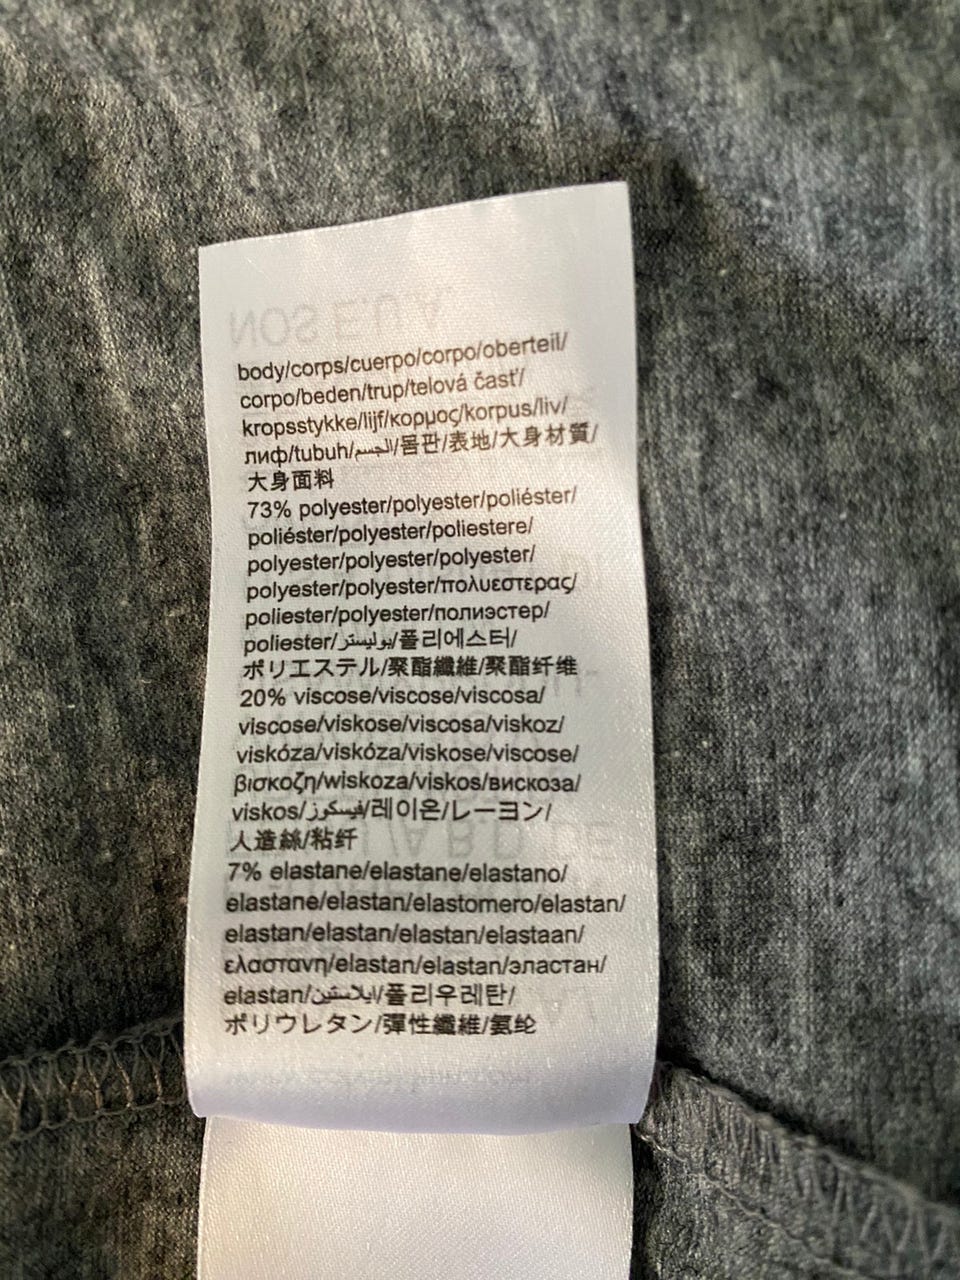 body/corps/cuerpo/corpo/oberteil/
corpo/beden/trup/telová časť/
kropsstykke/lijf/κορμος/korpus/liv/
лиф/tubuh/الجسم/몸판/表地/大身材質/
大身面料
73% polyester/polyester/poliéster/
poliéster/polyester/poliestere/
polyester/polyester/polyester/
polyester/polyester/πολυεστερας/
poliester/polyester/полиэстер/
poliester/بوليستر/폴리에스터/
ポリエステル/聚酯纖維/聚酯纤维
20% viscose/viscose/viscosa/
viscose/viskose/viscosa/viskoz/
viskóza/viskóza/viskose/viscose/
βισκοζη/wiskoza/viskos/вискоза/
viskos/فيسكوز/레이온/レーヨン/
人造絲/粘纤
7% elastane/elastane/elastano/
elastane/elastan/elastomero/elastan/
elastan/elastan/elastan/elastaan/
ελαστανη/elastan/elastan/эластан/
elastan/ايلاستين/폴리우레탄/
ポリウレタン/彈性纖維/氨纶